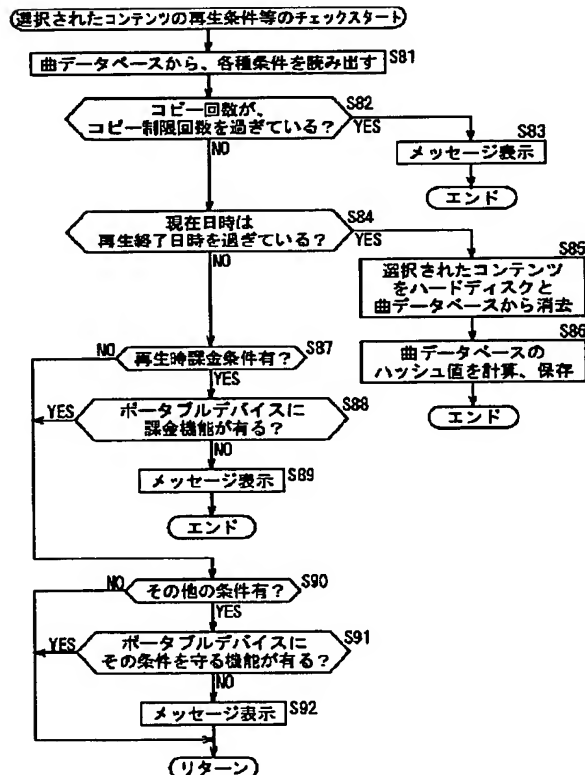 選択されたコンテンツの再生条件等のチェックスタート
曲データベースから、各種条件を読み出す
S81
コピー回数が、
コピー制限回数を過ぎている？
S82
YES
NO
S83
メッセージ表示
エンド
現在日時は
再生終了日時を過ぎている？
S84
YES
NO
S85
選択されたコンテンツ
をハードディスクと
曲データベースから消去
S86
曲データベースの
ハッシュ値を計算、保存
エンド
NO
再生時課金条件有？
S87
YES
YES
ポータブルデバイスに
課金機能が有る？
S88
NO
メッセージ表示
S89
エンド
NO
その他の条件有？
S90
YES
YES
ポータブルデバイスに
その条件を守る機能が有る？
S91
NO
メッセージ表示
S92
リターン